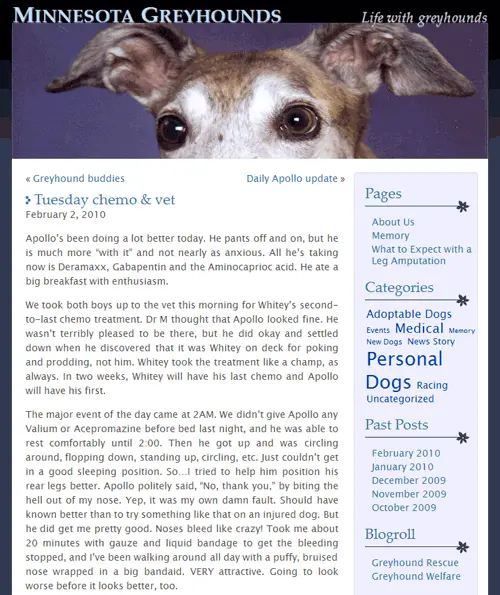 MINNESOTA GREYHOUNDS
Life with greyhounds
« Greyhound buddies
Daily Apollo update »
Tuesday chemo & vet
February 2, 2010
Apollo's been doing a lot better today. He pants off and on, but he
is much more “with it” and not nearly as anxious. All he's taking
now is Deramaxx, Gabapentin and the Aminocaprioc acid. He ate a
big breakfast with enthusiasm.
We took both boys up to the vet this morning for Whitey's second-
to-last chemo treatment. Dr M thought that Apollo looked fine. He
wasn't terribly pleased to be there, but he did okay and settled
down when he discovered that it was Whitey on deck for poking
and prodding, not him. Whitey took the treatment like a champ, as
always. In two weeks, Whitey will have his last chemo and Apollo
will have his first.
The major event of the day came at 2AM. We didn't give Apollo any
Valium or Acepromazine before bed last night, and he was able to
rest comfortably until 2:00. Then he got up and was circling
around, flopping down, standing up, circling, etc. Just couldn't get
in a good sleeping position. So…I tried to help him position his
rear legs better. Apollo politely said, “No, thank you,” by biting the
hell out of my nose. Yep, it was my own damn fault. Should have
known better than to try something like that on an injured dog. But
he did get me pretty good. Noses bleed like crazy! Took me about
20 minutes with gauze and liquid bandage to get the bleeding
stopped, and I've been walking around all day with a puffy, bruised
nose wrapped in a big bandaid. VERY attractive. Going to look
worse before it looks better, too.
Pages
About Us
Memory
What to Expect with a
Leg Amputation
Categories
Adoptable Dogs
Events Medical Memory
New Dogs News Story
Personal
Dogs Racing
Uncategorized
Past Posts
February 2010
January 2010
December 2009
November 2009
October 2009
Blogroll
Greyhound Rescue
Greyhound Welfare